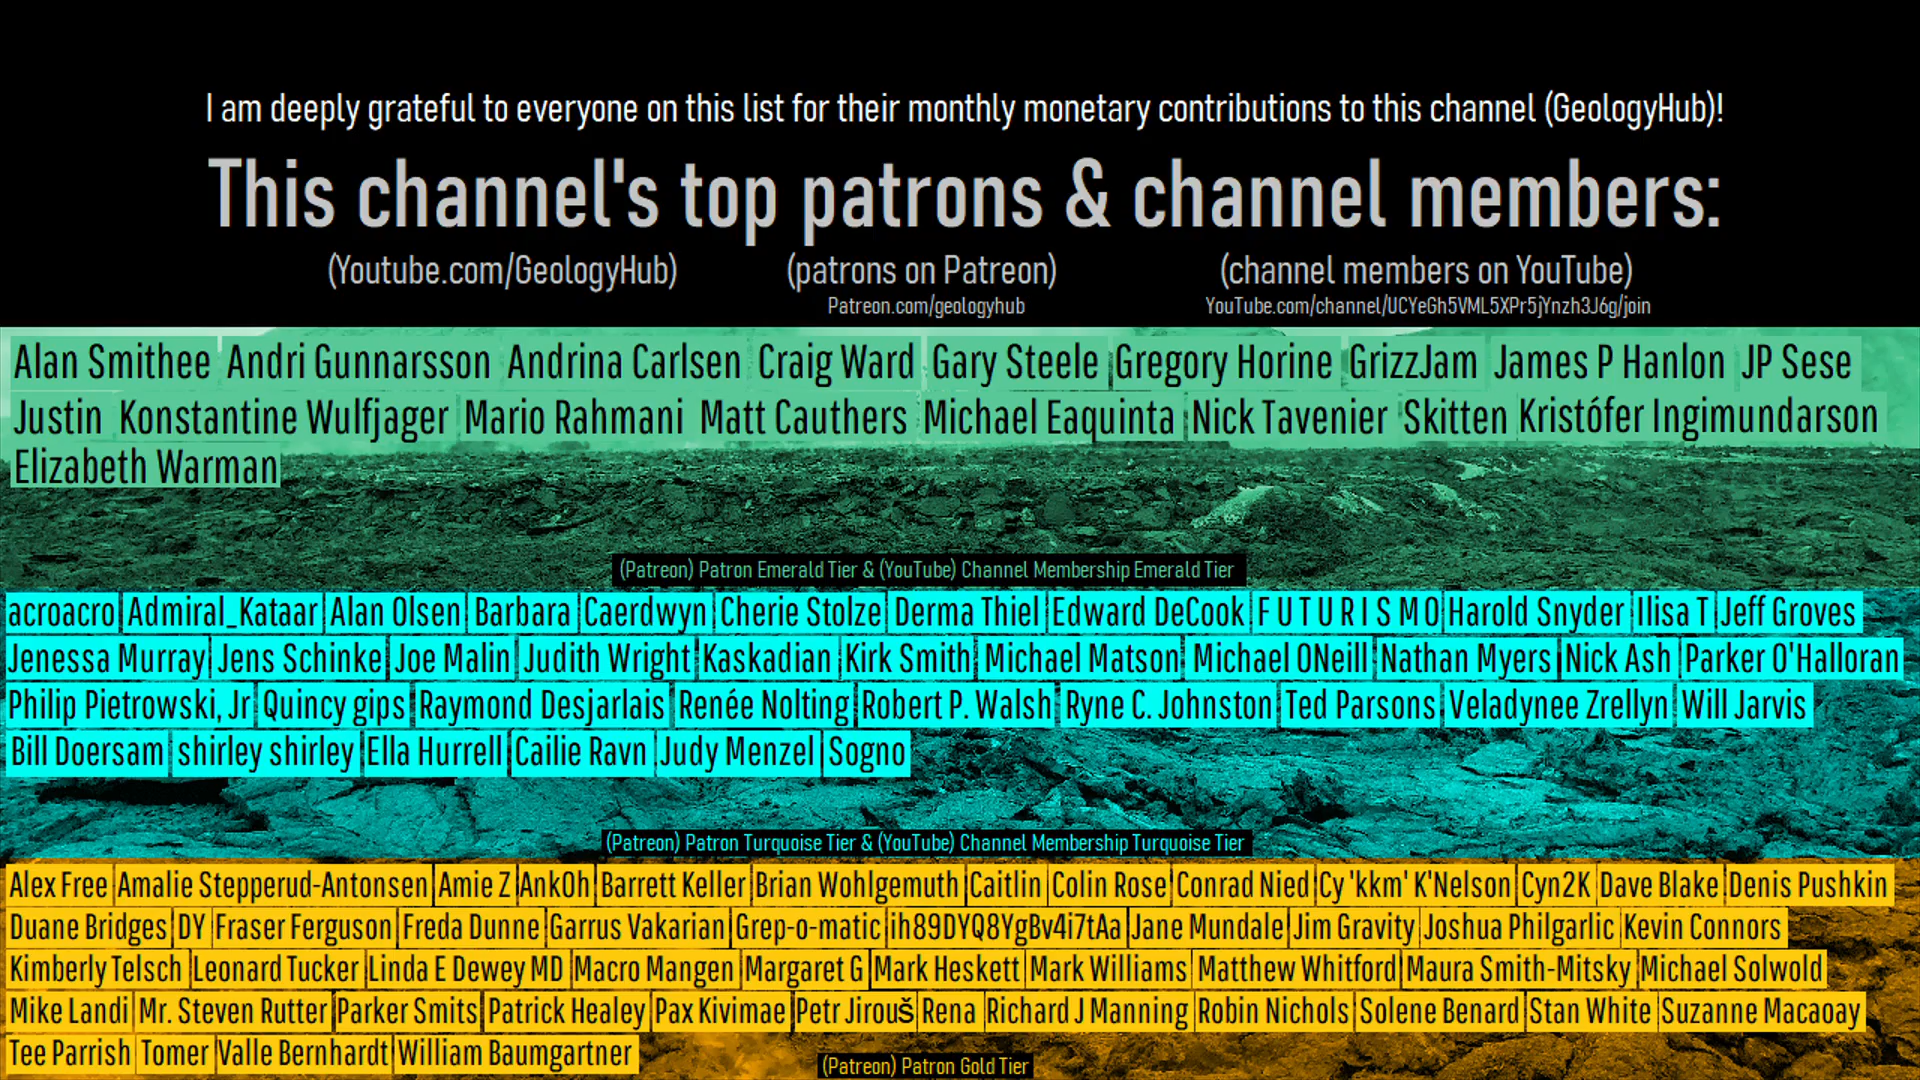 I am deeply grateful to everyone on this list for their monthly monetary contributions to this channel (GeologyHub)!
This channel's top patrons & channel members:
(Youtube.com/GeologyHub) (patrons on Patreon) (channel members on YouTube)
Patreon.com/geologyhub YouTube.com/channel/UCYeGh5VML5XPr5jYnzh3J6g/join
Alan Smithee Andri Gunnarsson Andrina Carlsen Craig Ward Gary Steele Gregory Horine GrizzJam James P Hanlon JP Sese
Justin Konstantine Wulfjager Mario Rahmani Matt Cauthers Michael Eaquinta Nick Tavenier Skitten Kristófer Ingimundarson
Elizabeth Warman
(Patreon) Patron Emerald Tier & (YouTube) Channel Membership Emerald Tier
acroacro Admiral_Kataar Alan Olsen Barbara Caerdwyn Cherie Stolze Derma Thiel Edward DeCook F U T U R I S M O Harold Snyder Ilisa T Jeff Groves
Jenessa Murray Jens Schinke Joe Malin Judith Wright Kaskadian Kirk Smith Michael Matson Michael ONeill Nathan Myers Nick Ash Parker O'Halloran
Philip Pietrowski, Jr Quincy gips Raymond Desjarlais Renée Nolting Robert P. Walsh Ryne C. Johnston Ted Parsons Veladynee Zrellyn Will Jarvis
Bill Doersam shirley shirley Ella Hurrell Cailie Ravn Judy Menzel Sogno
(Patreon) Patron Turquoise Tier & (YouTube) Channel Membership Turquoise Tier
Alex Free Amalie Stepperud-Antonsen Amie Z AnkOh Barrett Keller Brian Wohlgemuth Caitlin Colin Rose Conrad Nied Cy 'kkm' K'Nelson Cyn2K Dave Blake Denis Pushkin
Duane Bridges DY Fraser Ferguson Freda Dunne Garrus Vakarian Grep-o-matic ih89DYQ8YgBv4i7tAa Jane Mundale Jim Gravity Joshua Philgarlic Kevin Connors
Kimberly Telsch Leonard Tucker Linda E Dewey MD Macro Mangen Margaret G Mark Heskett Mark Williams Matthew Whitford Maura Smith-Mitsky Michael Solwold
Mike Landi Mr. Steven Rutter Parker Smits Patrick Healey Pax Kivimae Petr Jirouš Rena Richard J Manning Robin Nichols Solene Benard Stan White Suzanne Macaoay
Tee Parrish Tomer Valle Bernhardt William Baumgartner
(Patreon) Patron Gold Tier